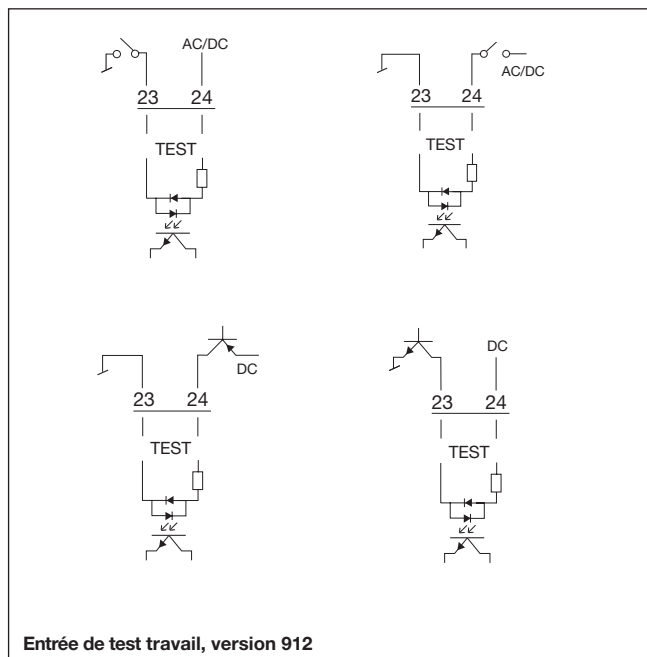 AC/DC
23 24
TEST
AC/DC
23 24
TEST
DC
23 24
TEST
DC
23 24
TEST
Entrée de test travail, version 912